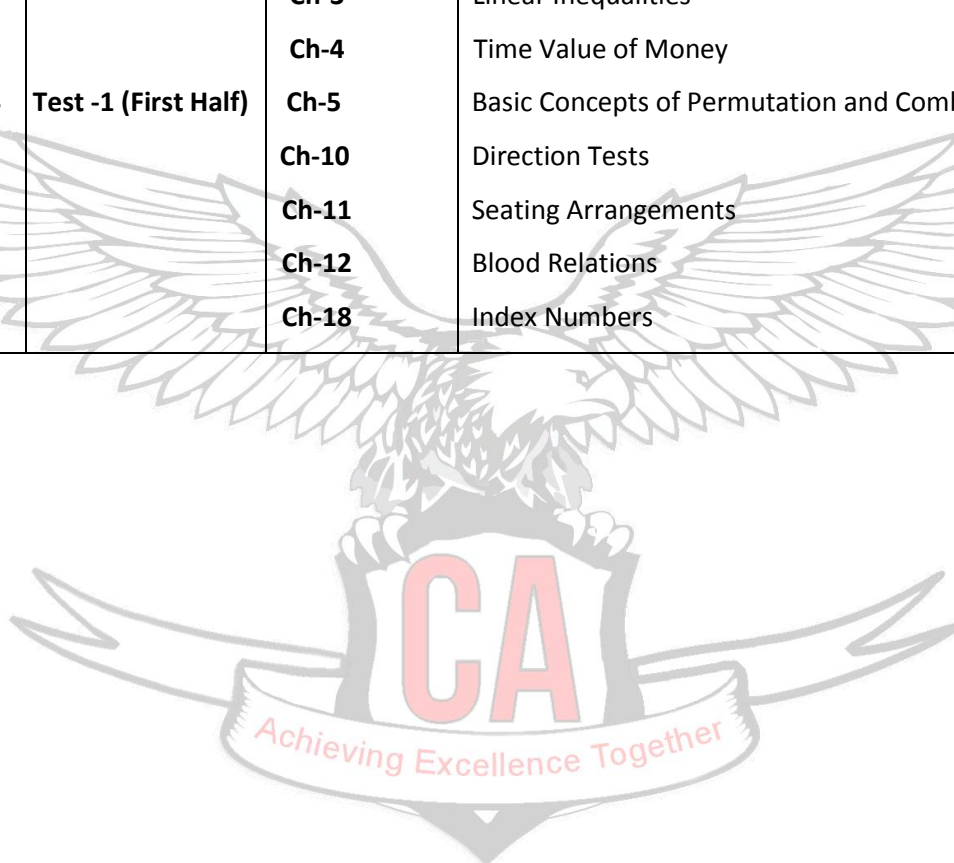 Ch-4 Time Value of Money
Test -1 (First Half) Ch-5 Basic Concepts of Permutation and
Ch-10 Direction Tests
Ch-11 Seating Arrangements
Ch-12 Blood Relations
Ch-18 Index Numbers
CA
Achieving Excellence Together